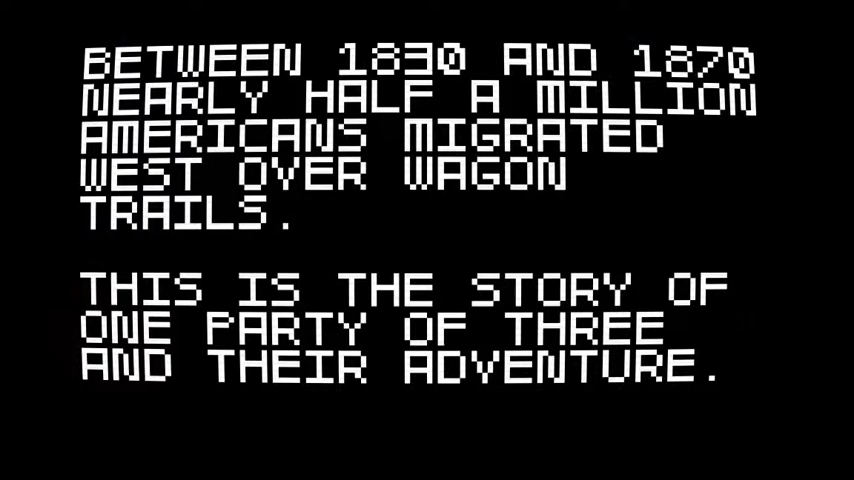 BETWEEN 1830 AND 1870
NEARLY HALF A MILLION
AMERICANS MIGRATED
WEST OVER WAGON
TRAILS.
THIS IS THE STORY OF
ONE PARTY OF THREE
AND THEIR ADVENTURE.